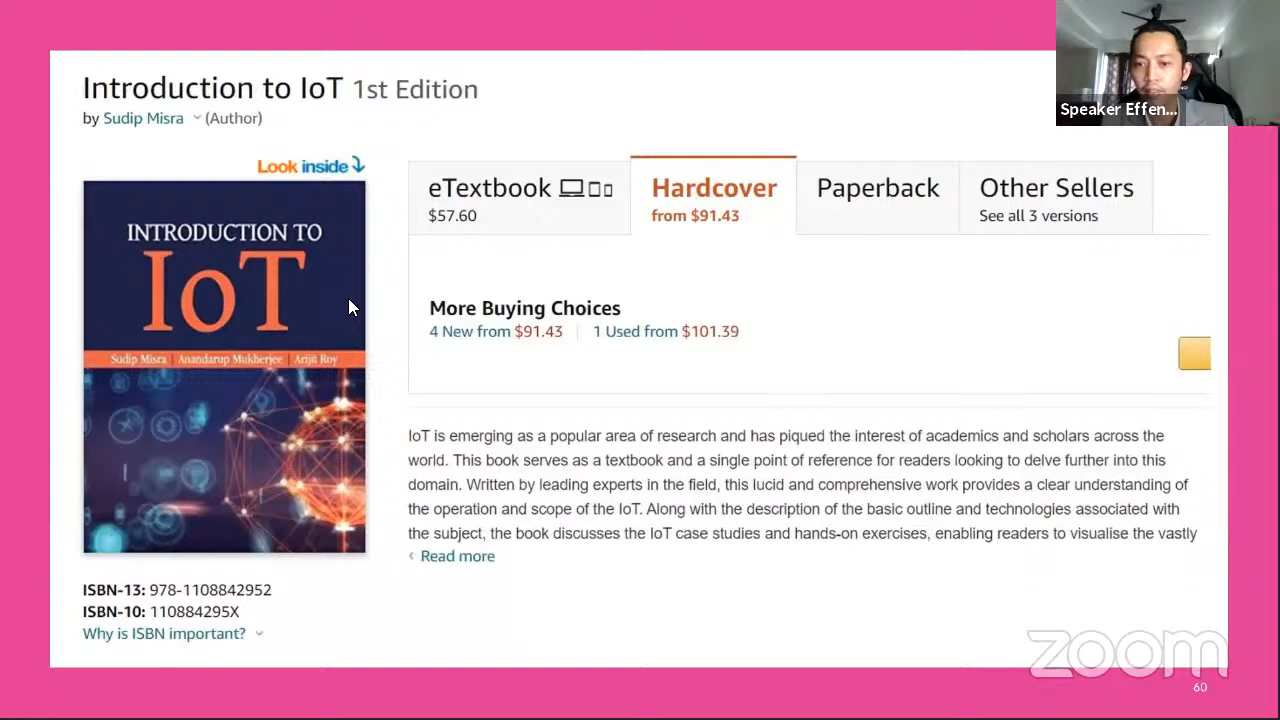 Introduction to IoT 1st Edition
by Sudip Misra (Author)
Speaker Effen...
Look inside
INTRODUCTION TO
IoT
Sudip Misra | Anandarup Mukherjee | Arijit Roy
eTextbook
$57.60
Hardcover
from $91.43
Paperback
Other Sellers
See all 3 versions
More Buying Choices
4 New from $91.43 | 1 Used from $101.39
IoT is emerging as a popular area of research and has piqued the interest of academics and scholars across the
world. This book serves as a textbook and a single point of reference for readers looking to delve further into this
domain. Written by leading experts in the field, this lucid and comprehensive work provides a clear understanding of
the operation and scope of the IoT. Along with the description of the basic outline and technologies associated with
the subject, the book discusses the IoT case studies and hands-on exercises, enabling readers to visualise the vastly
‹ Read more
ISBN-13: 978-1108842952
ISBN-10: 110884295X
Why is ISBN important?
zoom
60